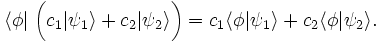 ⟨ϕ| (c₁|ψ₁⟩ + c₂|ψ₂⟩) = c₁⟨ϕ|ψ₁⟩ + c₂⟨ϕ|ψ₂⟩.